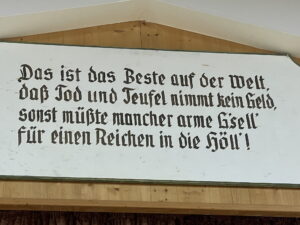 Das ist das Beste auf der Welt,
daß Tod und Teufel nimmt kein Geld,
sonst müßte mancher arme G'sell'
für einen Reichen in die Höll'!